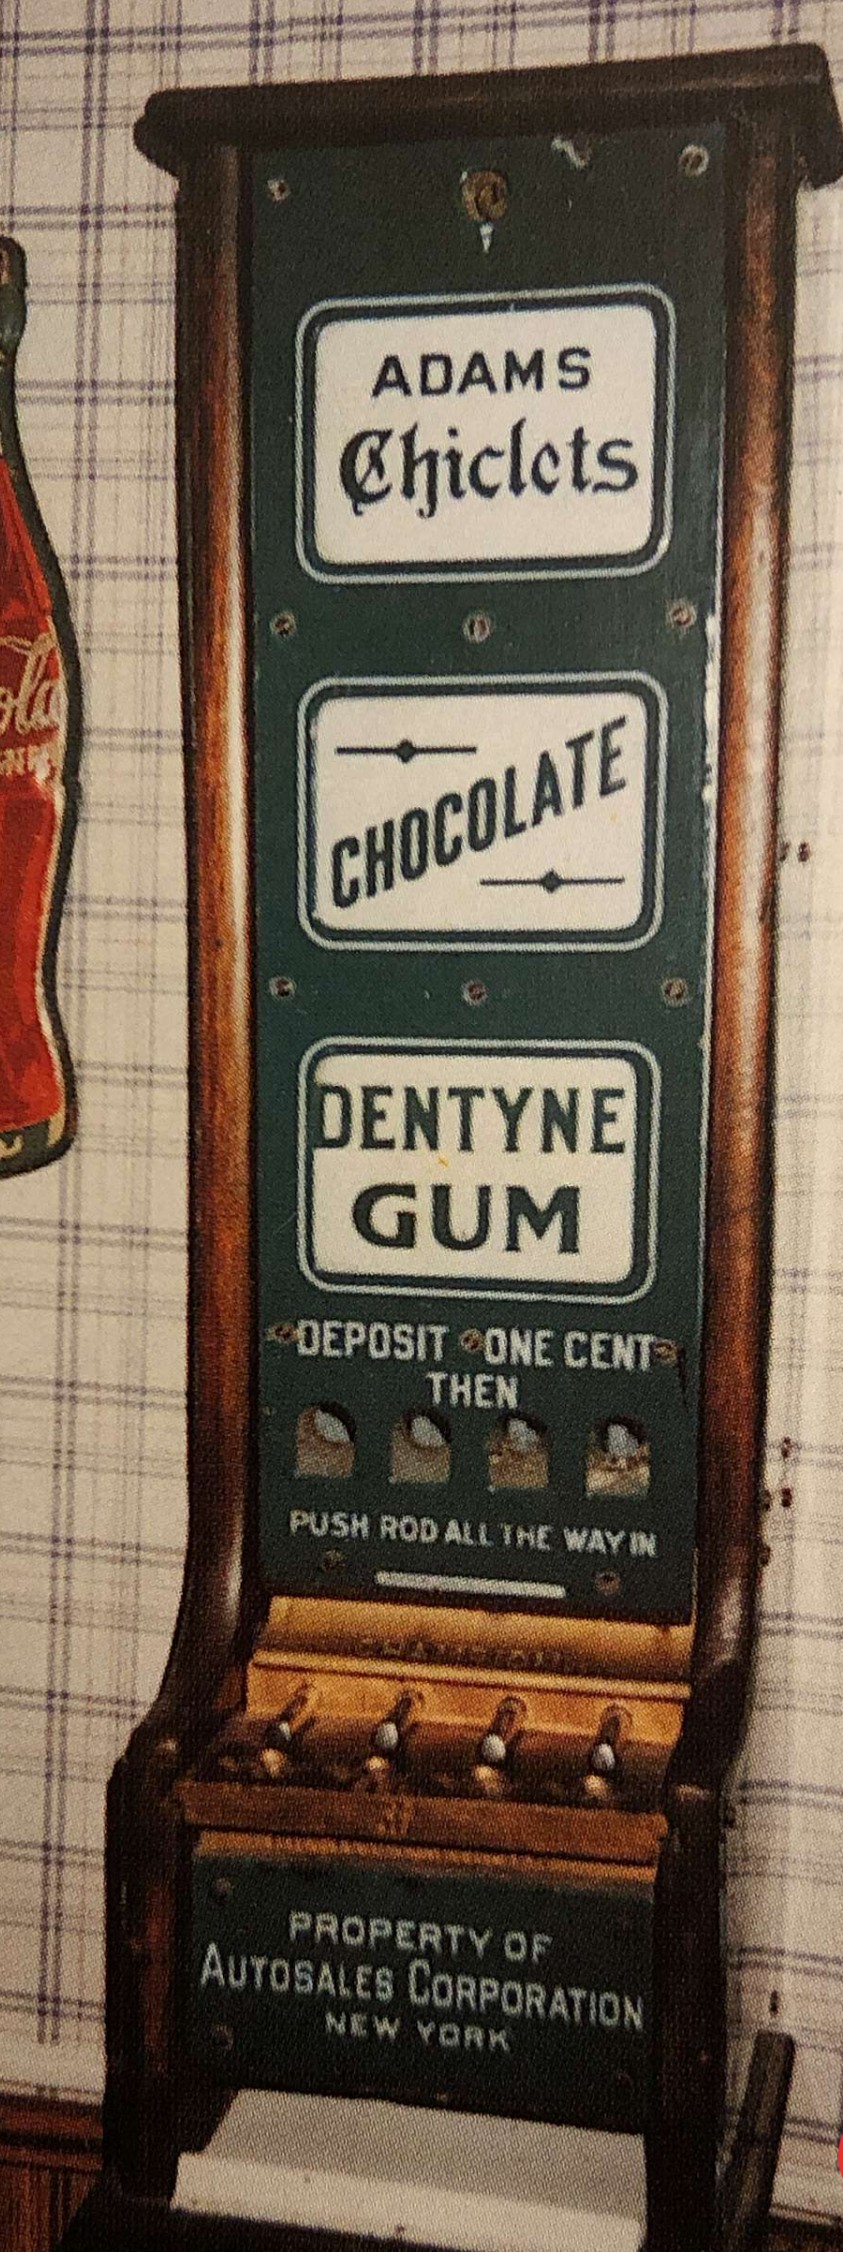 ADAMS
Chiclets
CHOCOLATE
DENTYNE
GUM
DEPOSIT ONE CENT
THEN
PUSH ROD ALL THE WAY IN
PROPERTY OF
AUTOSALES CORPORATION
NEW YORK
ola